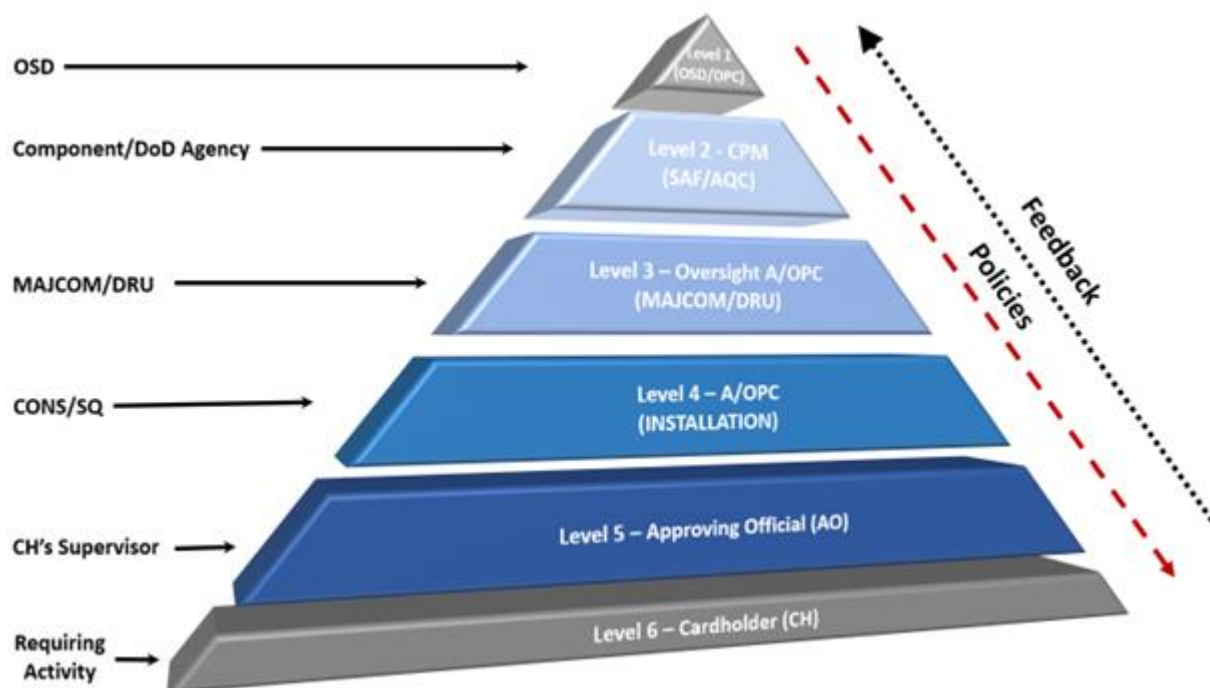 OSD
Level 1
(OSD/DPC)
Component/DoD Agency
Level 2 - CPM
(SAF/AQC)
MAJCOM/DRU
Level 3 – Oversight A/OPC
(MAJCOM/DRU)
CONS/SQ
Level 4 – A/OPC
(INSTALLATION)
CH's Supervisor
Level 5 – Approving Official (AO)
Requiring
Activity
Level 6 – Cardholder (CH)
Feedback
Policies